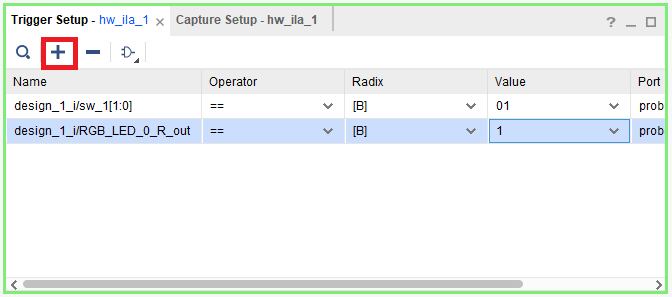 Trigger Setup - hw_ila_1 × Capture Setup - hw_ila_1 ?
Name Operator Radix Value Port
design_1_i/sw_1[1:0] == [B] 01 prob
design_1_i/RGB_LED_0_R_out == [B] 1 prob